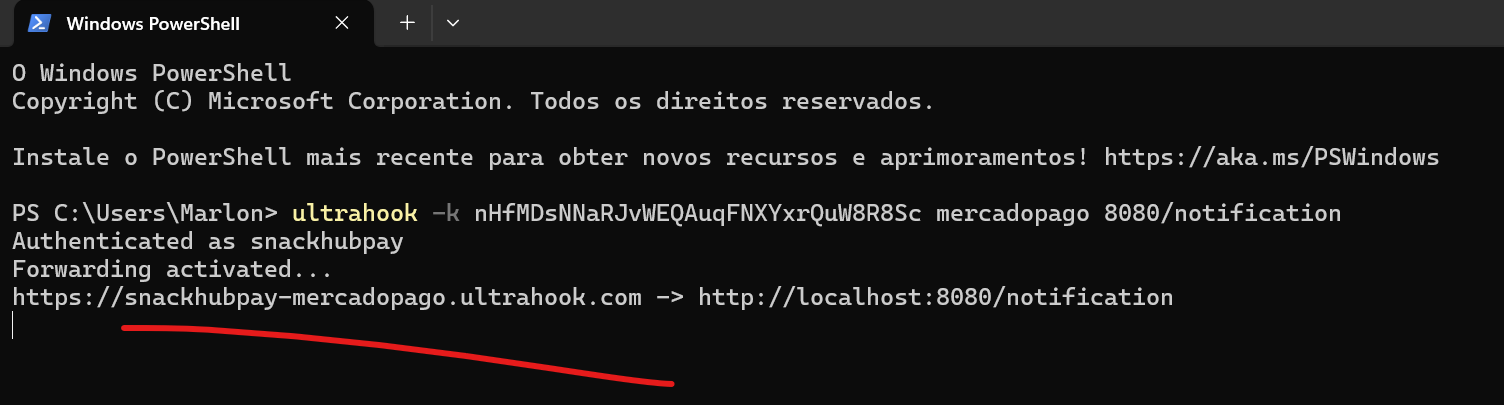 Windows PowerShell
O Windows PowerShell
Copyright (C) Microsoft Corporation. Todos os direitos reservados.
Instale o PowerShell mais recente para obter novos recursos e aprimoramentos! https://aka.ms/PSWindows
PS C:\Users\Marlon> ultrahook -k nHfMDsNNaRJvWEQAuqFNXYxrQuW8R8Sc mercadopago 8080/notification
Authenticated as snackhubpay
Forwarding activated...
https://snackhubpay-mercadopago.ultrahook.com -> http://localhost:8080/notification